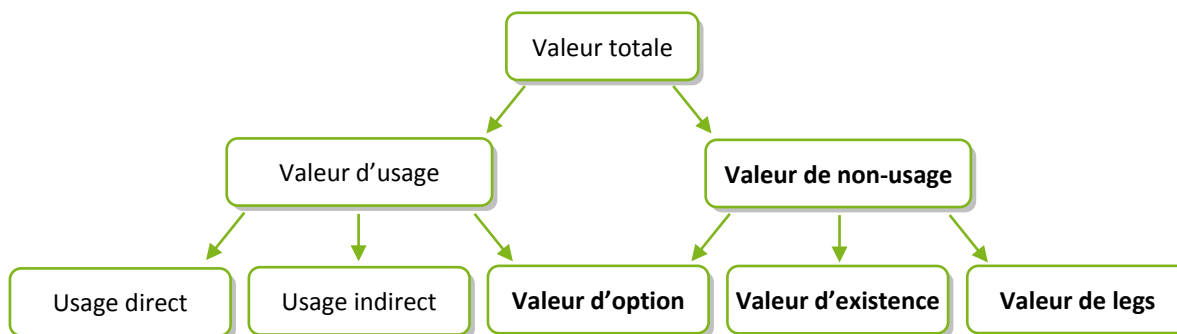 Valeur totale
Valeur d’usage
Valeur de non-usage
Usage direct
Usage indirect
Valeur d’option
Valeur d’existence
Valeur de legs